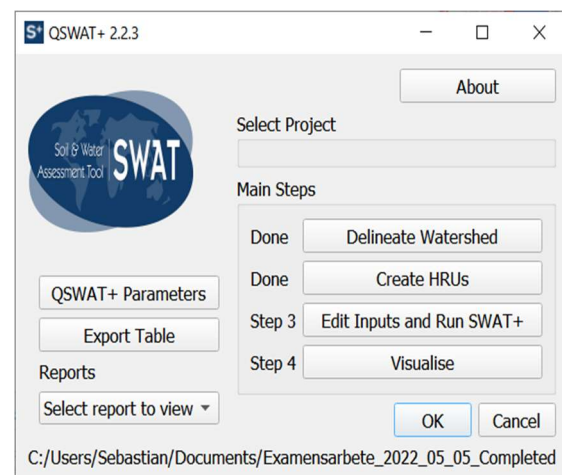 QSWAT+ 2.2.3
About
Select Project
Soil & Water
Assessment Tool
SWAT
Main Steps
Done Delineate Watershed
Done Create HRUs
Step 3 Edit Inputs and Run SWAT+
Step 4 Visualise
QSWAT+ Parameters
Export Table
Reports
Select report to view
OK Cancel
C:/Users/Sebastian/Documents/Examensarbete_2022_05_05_Completed